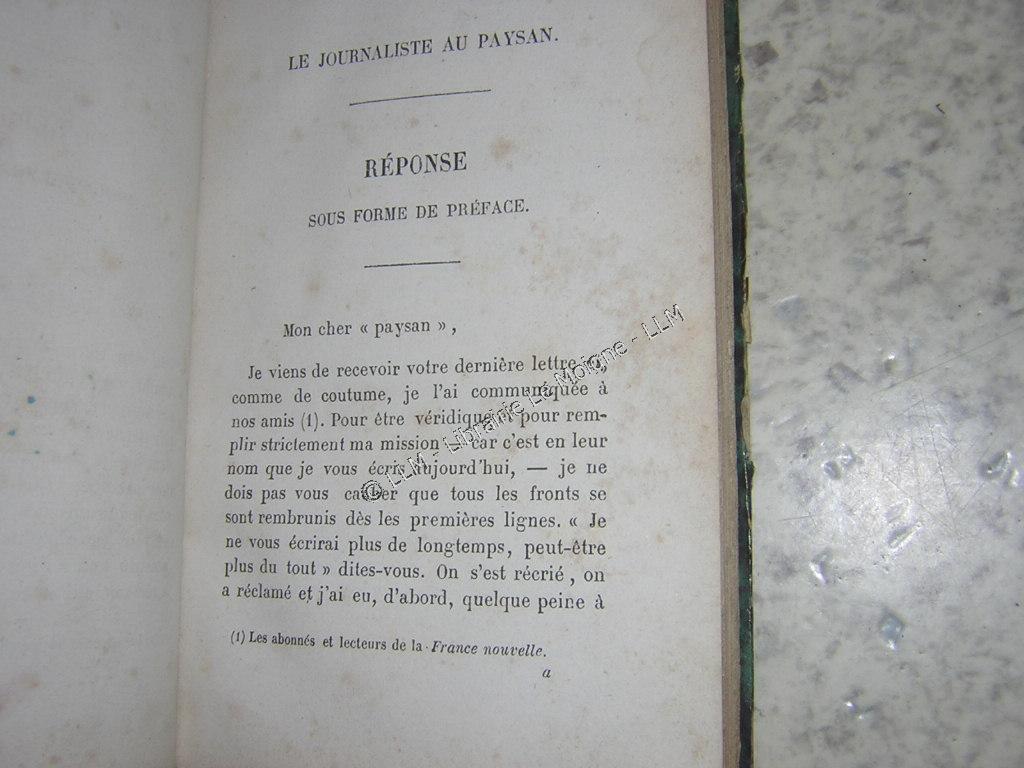 LE JOURNALISTE AU PAYSAN.
RÉPONSE
SOUS FORME DE PRÉFACE.
Mon cher « paysan »,
Je viens de recevoir votre dernière lettre et,
comme de coutume, je l'ai communiquée à
nos amis (1). Pour être véridique et pour rem-
plir strictement ma mission — car c'est en leur
nom que je vous écris aujourd'hui, — je ne
dois pas vous cacher que tous les fronts se
sont rembrunis dès les premières lignes. « Je
ne vous écrirai plus de longtemps, peut-être
plus du tout » dites-vous. On s'est récrié, on
a réclamé et j'ai eu, d'abord, quelque peine à
(1) Les abonnés et lecteurs de la France nouvelle.
a
© LLM - Librairie Le Moigne - LLM